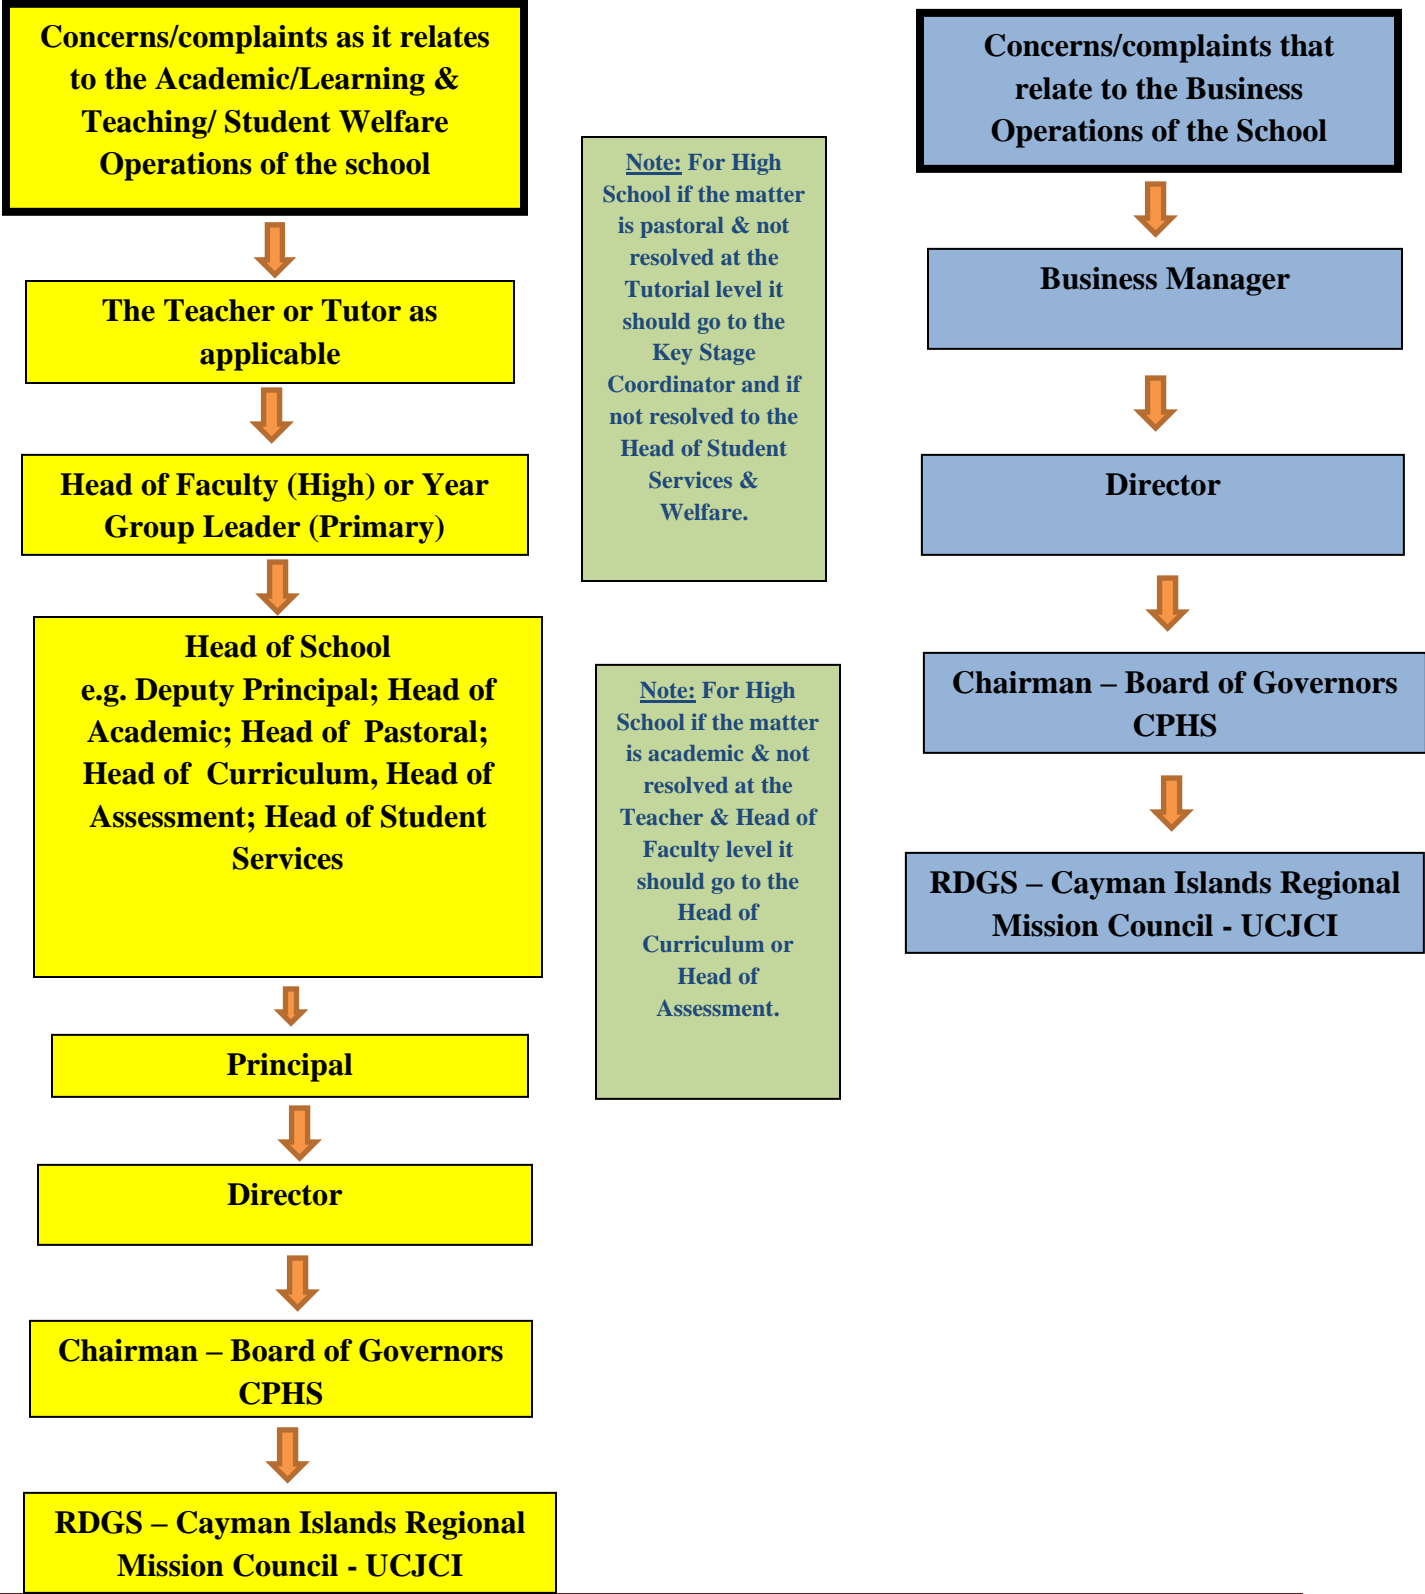 Concerns/complaints as it relates
to the Academic/Learning &
Teaching/ Student Welfare
Operations of the school
The Teacher or Tutor as
applicable
Head of Faculty (High) or Year
Group Leader (Primary)
Head of School
e.g. Deputy Principal; Head of
Academic; Head of Pastoral;
Head of Curriculum, Head of
Assessment; Head of Student
Services
Principal
Director
Chairman – Board of Governors
CPHS
RDGS – Cayman Islands Regional
Mission Council - UCJCI
Note: For High
School if the matter
is pastoral & not
resolved at the
Tutorial level it
should go to the
Key Stage
Coordinator and if
not resolved to the
Head of Student
Services &
Welfare.
Note: For High
School if the matter
is academic & not
resolved at the
Teacher & Head of
Faculty level it
should go to the
Head of
Curriculum or
Head of
Assessment.
Concerns/complaints that
relate to the Business
Operations of the School
Business Manager
Director
Chairman – Board of Governors
CPHS
RDGS – Cayman Islands Regional
Mission Council - UCJCI